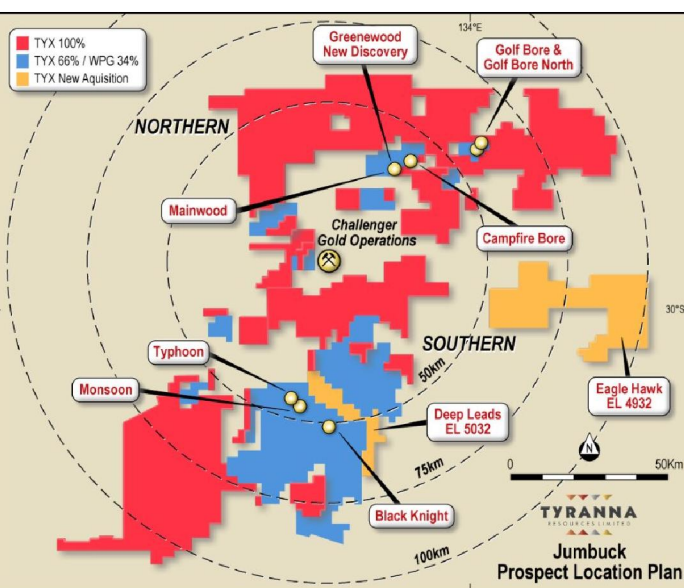 134°E
TYX 100%
TYX 66% / WPG 34%
TYX New Aquisition
Greenewood
New Discovery
Golf Bore &
Golf Bore North
NORTHERN
Mainwood
Campfire Bore
Challenger
Gold Operations
30°S
SOUTHERN
Typhoon
Monsoon
50km
Deep Leads
EL 5032
Eagle Hawk
EL 4932
75km
N
0 50Km
Black Knight
TYRANNA
RESOURCES LIMITED
100km
Jumbuck
Prospect Location Plan